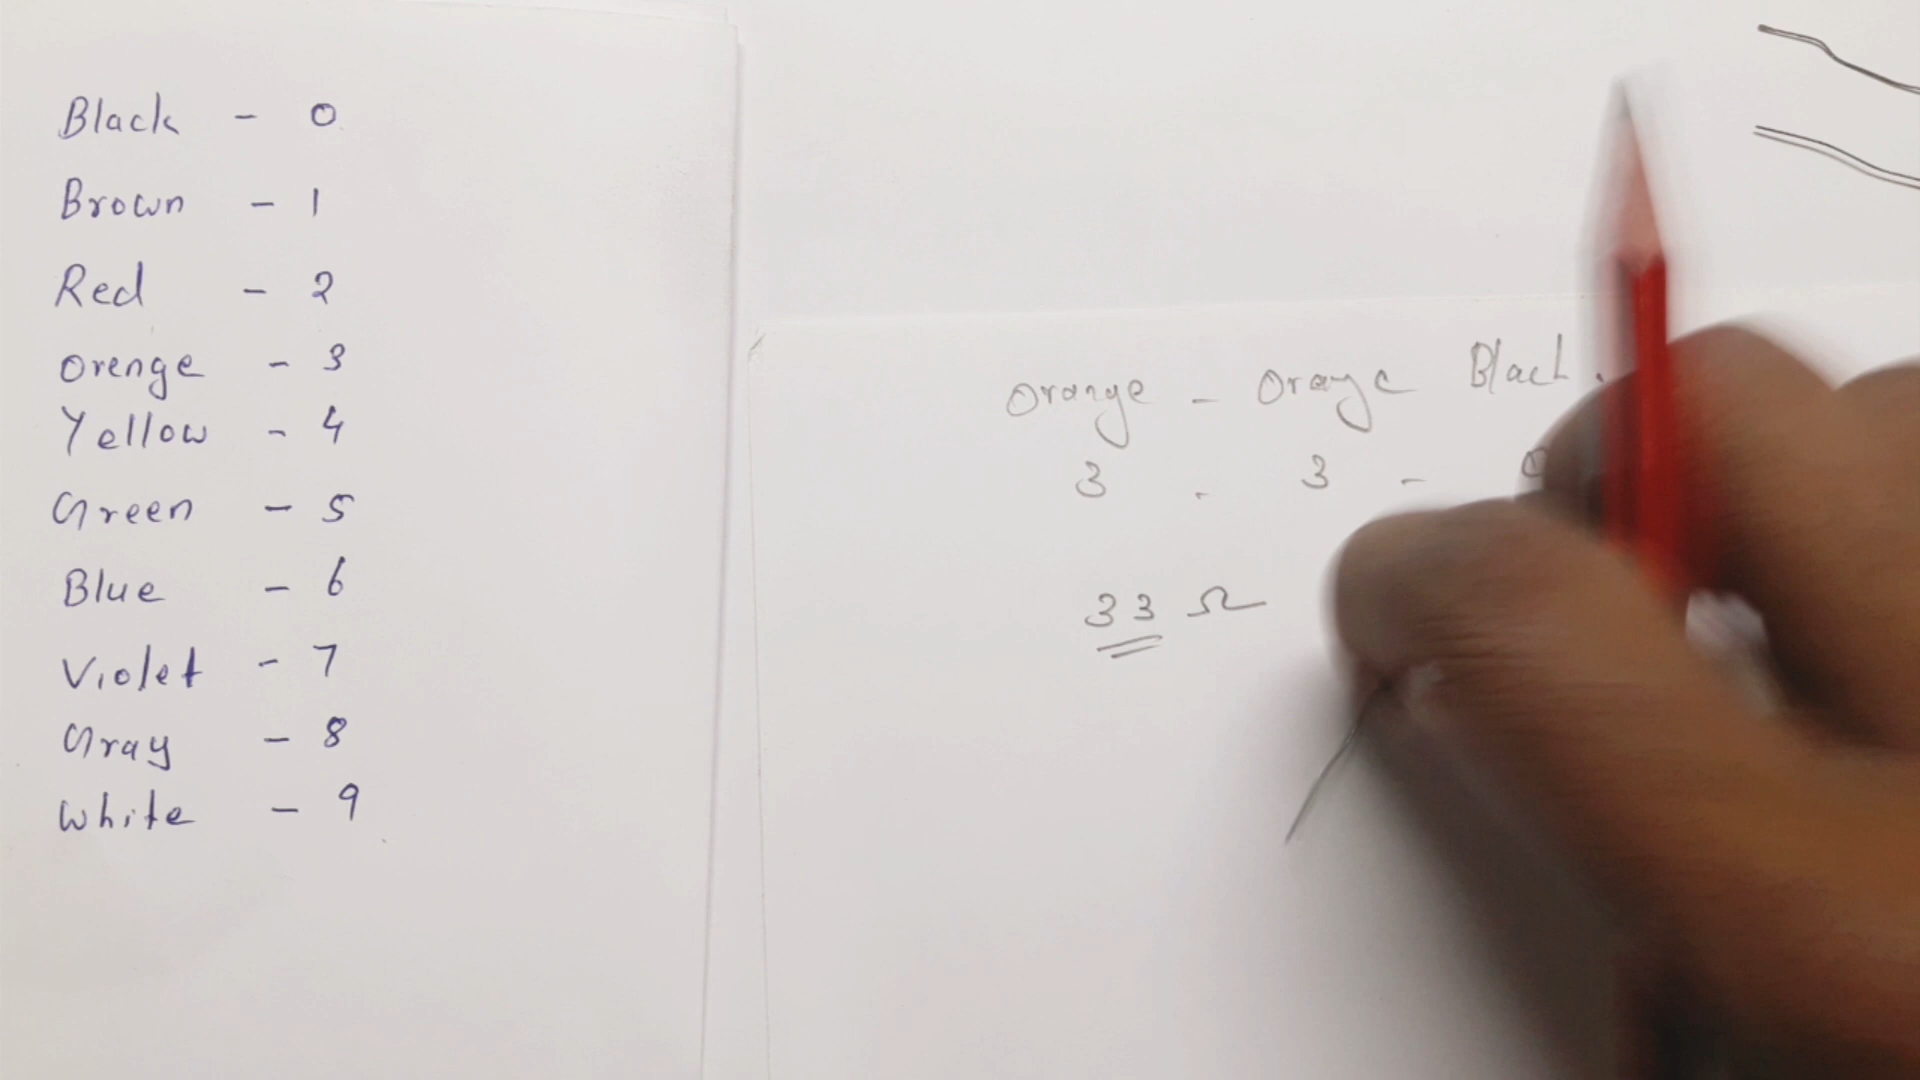 Black - 0
Brown - 1
Red - 2
Orenge - 3
Yellow - 4
Green - 5
Blue - 6
Violet - 7
Gray - 8
White - 9
Orange - Orange Black.
3 - 3 - 0
33 Ω